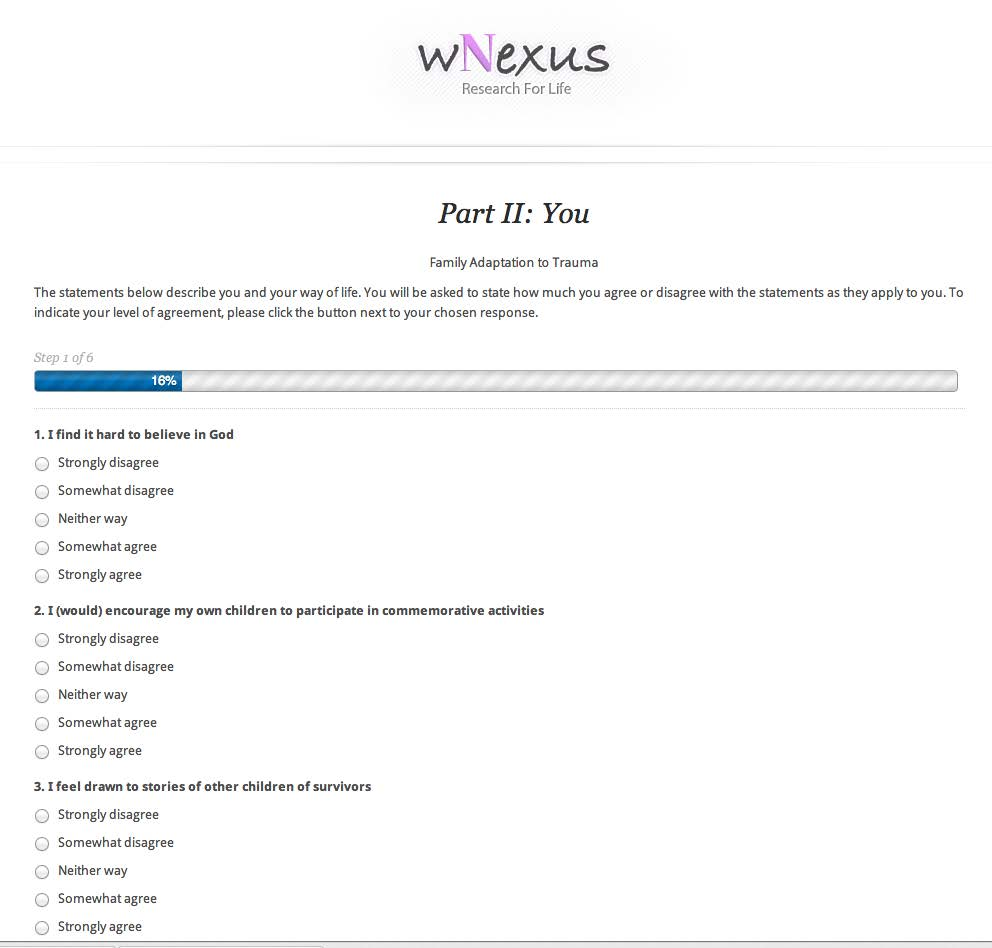 wNexus
Research For Life
Part II: You
Family Adaptation to Trauma
The statements below describe you and your way of life. You will be asked to state how much you agree or disagree with the statements as they apply to you. To
indicate your level of agreement, please click the button next to your chosen response.
Step 1 of 6
16%
1. I find it hard to believe in God
Strongly disagree
Somewhat disagree
Neither way
Somewhat agree
Strongly agree
2. I (would) encourage my own children to participate in commemorative activities
Strongly disagree
Somewhat disagree
Neither way
Somewhat agree
Strongly agree
3. I feel drawn to stories of other children of survivors
Strongly disagree
Somewhat disagree
Neither way
Somewhat agree
Strongly agree